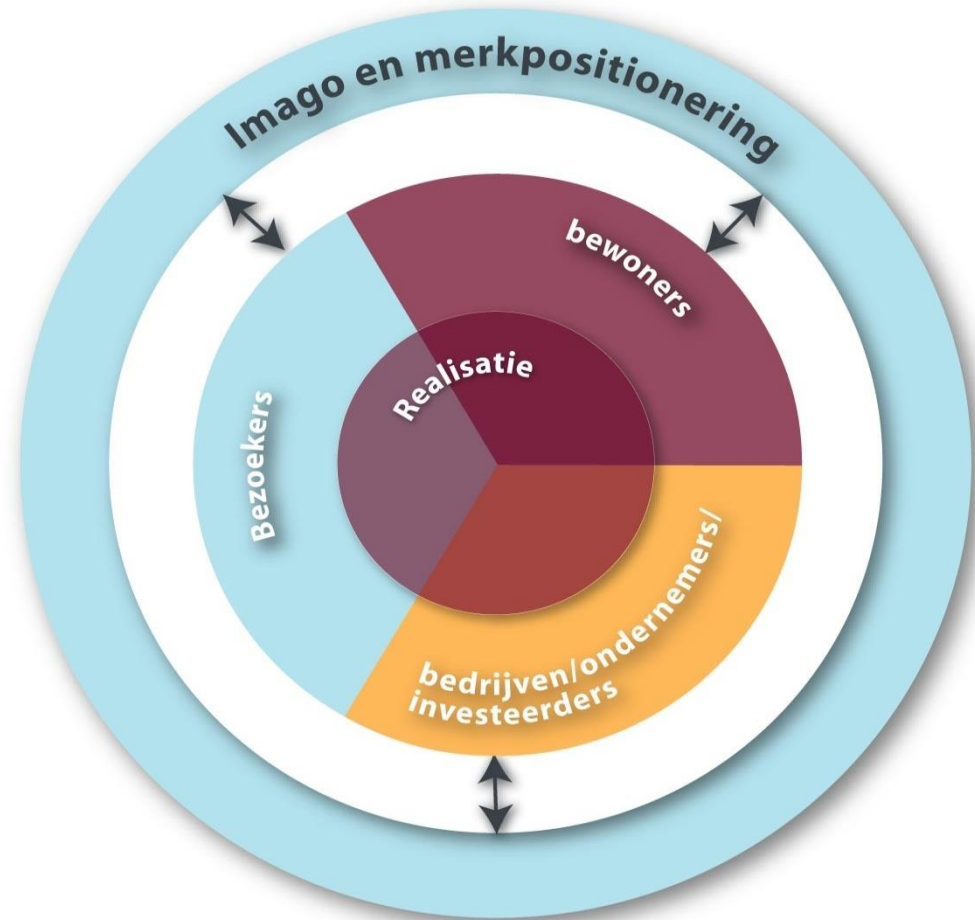 Imago en merkpositionering
bewoners
Realisatie
Bezoekers
bedrijven/ondernemers/
investeerders